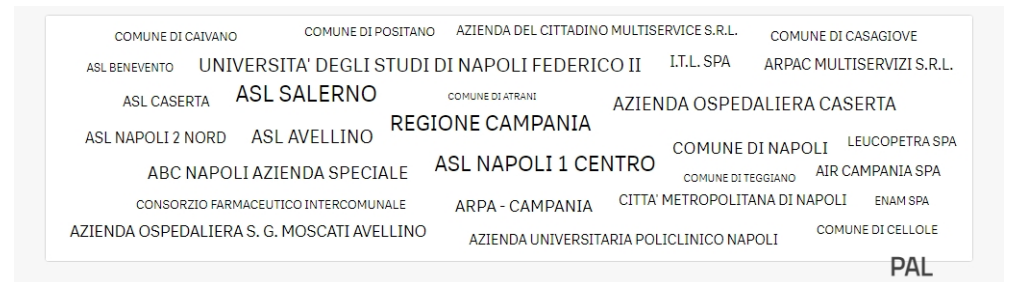 COMUNE DI CAIVANO
COMUNE DI POSITANO
AZIENDA DEL CITTADINO MULTISERVICE S.R.L.
COMUNE DI CASAGIOVE
ASL BENEVENTO
UNIVERSITA' DEGLI STUDI DI NAPOLI FEDERICO II
I.T.L. SPA
ARPAC MULTISERVIZI S.R.L.
ASL CASERTA
ASL SALERNO
COMUNE DI ATRANI
AZIENDA OSPEDALIERA CASERTA
ASL NAPOLI 2 NORD
ASL AVELLINO
REGIONE CAMPANIA
COMUNE DI NAPOLI
LEUCOPETRA SPA
ABC NAPOLI AZIENDA SPECIALE
ASL NAPOLI 1 CENTRO
COMUNE DI TEGGIANO
AIR CAMPANIA SPA
CONSORZIO FARMACEUTICO INTERCOMUNALE
ARPA - CAMPANIA
CITTA' METROPOLITANA DI NAPOLI
ENAM SPA
AZIENDA OSPEDALIERA S. G. MOSCATI AVELLINO
AZIENDA UNIVERSITARIA POLICLINICO NAPOLI
COMUNE DI CELLOLE
PAL